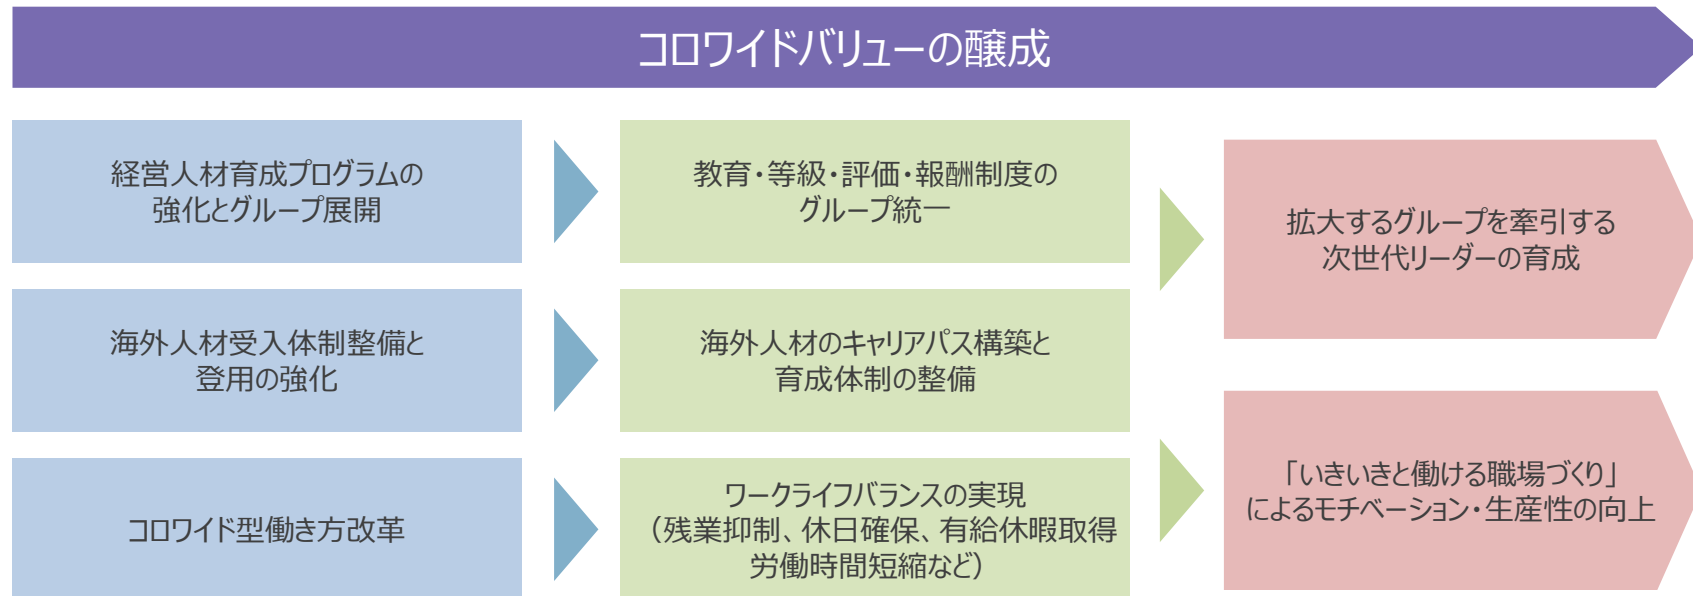 コロワイドバリューの醸成
経営人材育成プログラムの
強化とグループ展開
教育・等級・評価・報酬制度の
グループ統一
拡大するグループを牽引する
次世代リーダーの育成
海外人材受入体制整備と
登用の強化
海外人材のキャリアパス構築と
育成体制の整備
コロワイド型働き方改革
ワークライフバランスの実現
（残業抑制、休日確保、有給休暇取得
労働時間短縮など）
「いきいきと働ける職場づくり」
によるモチベーション・生産性の向上